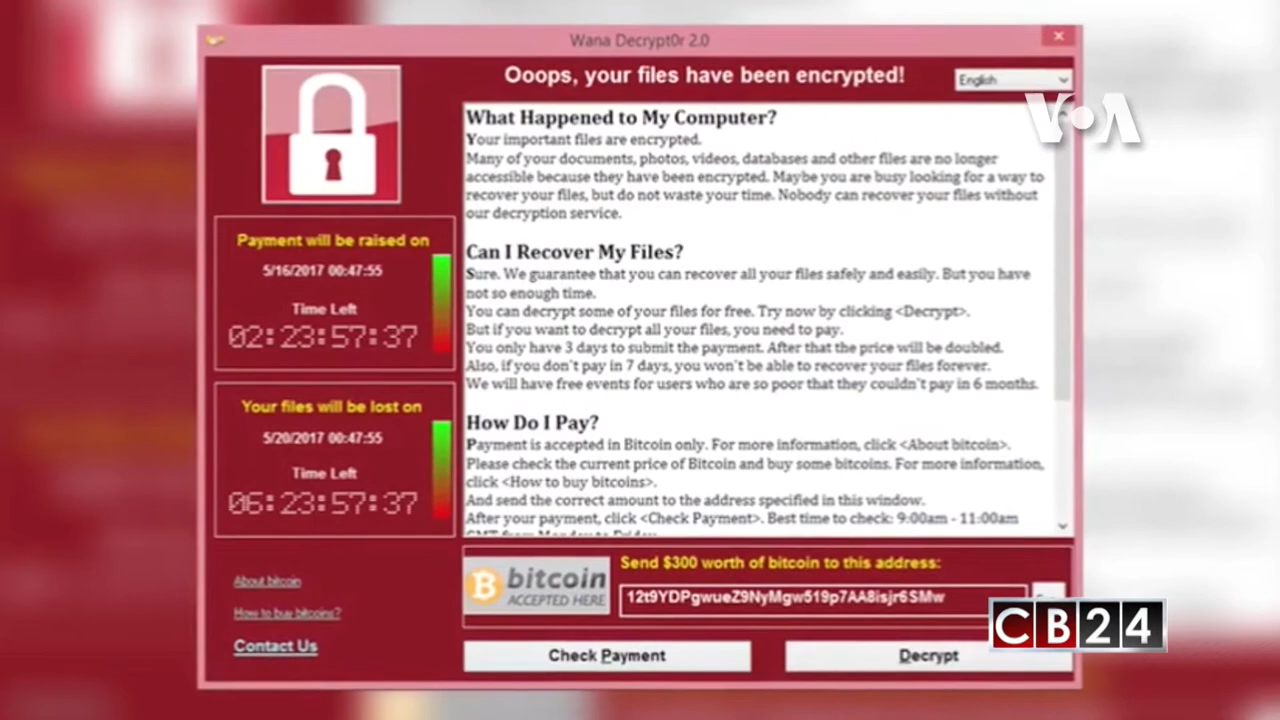 Wana Decrypt0r 2.0
Ooops, your files have been encrypted!
English
VOA
What Happened to My Computer?
Your important files are encrypted.
Many of your documents, photos, videos, databases and other files are no longer
accessible because they have been encrypted. Maybe you are busy looking for a way to
recover your files, but do not waste your time. Nobody can recover your files without
our decryption service.
Can I Recover My Files?
Sure. We guarantee that you can recover all your files safely and easily. But you have
not so enough time.
You can decrypt some of your files for free. Try now by clicking <Decrypt>.
But if you want to decrypt all your files, you need to pay.
You only have 3 days to submit the payment. After that the price will be doubled.
Also, if you don't pay in 7 days, you won't be able to recover your files forever.
We will have free events for users who are so poor that they couldn't pay in 6 months.
How Do I Pay?
Payment is accepted in Bitcoin only. For more information, click <About bitcoin>.
Please check the current price of Bitcoin and buy some bitcoins. For more information,
click <How to buy bitcoins>.
And send the correct amount to the address specified in this window.
After your payment, click <Check Payment>. Best time to check: 9:00am - 11:00am
GMT from Monday to Friday
Payment will be raised on
5/16/2017 00:47:55
Time Left
02:23:57:37
Your files will be lost on
5/20/2017 00:47:55
Time Left
06:23:57:37
About bitcoin
How to buy bitcoins?
Contact Us
bitcoin
ACCEPTED HERE
Send $300 worth of bitcoin to this address:
12t9YDPgwueZ9NyMgw519p7AA8isjr6SMw
CB24
Check Payment
Decrypt